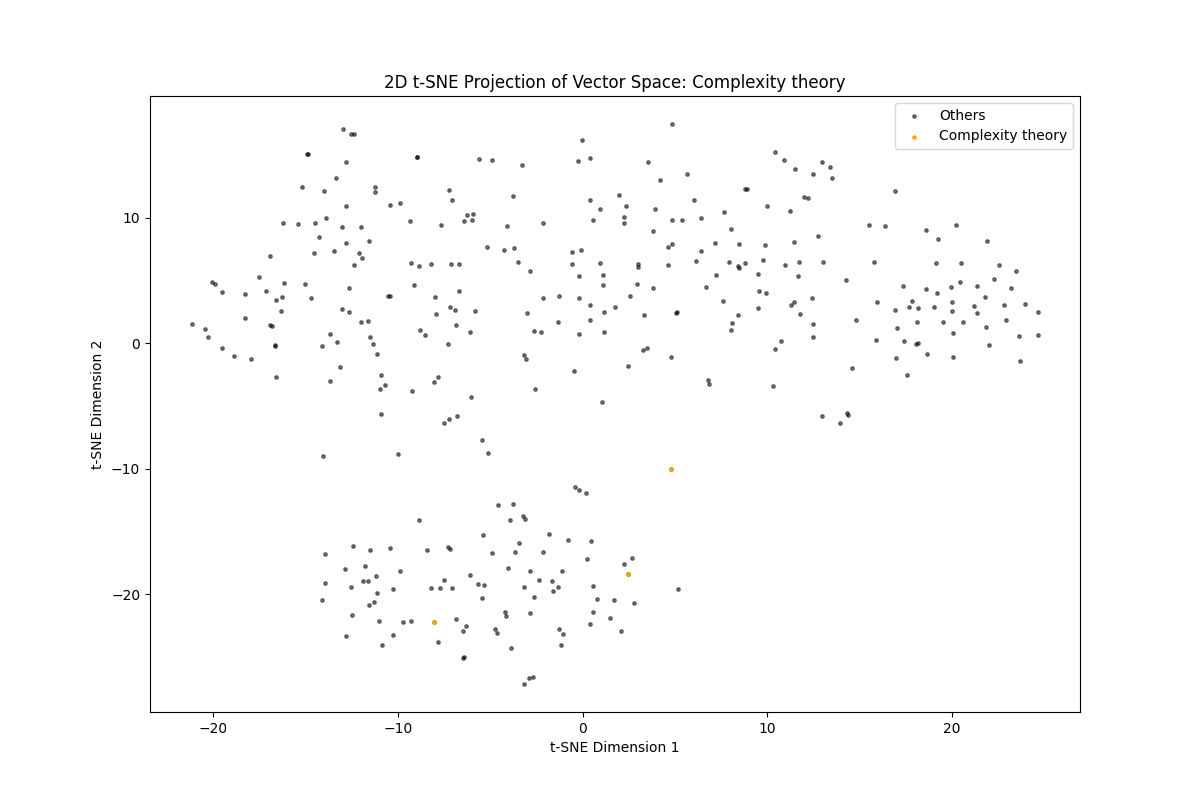 2D t-SNE Projection of Vector Space: Complexity theory
Others
Complexity theory
10
0
−10
−20
t-SNE Dimension 2
−20
−10
0
10
20
t-SNE Dimension 1